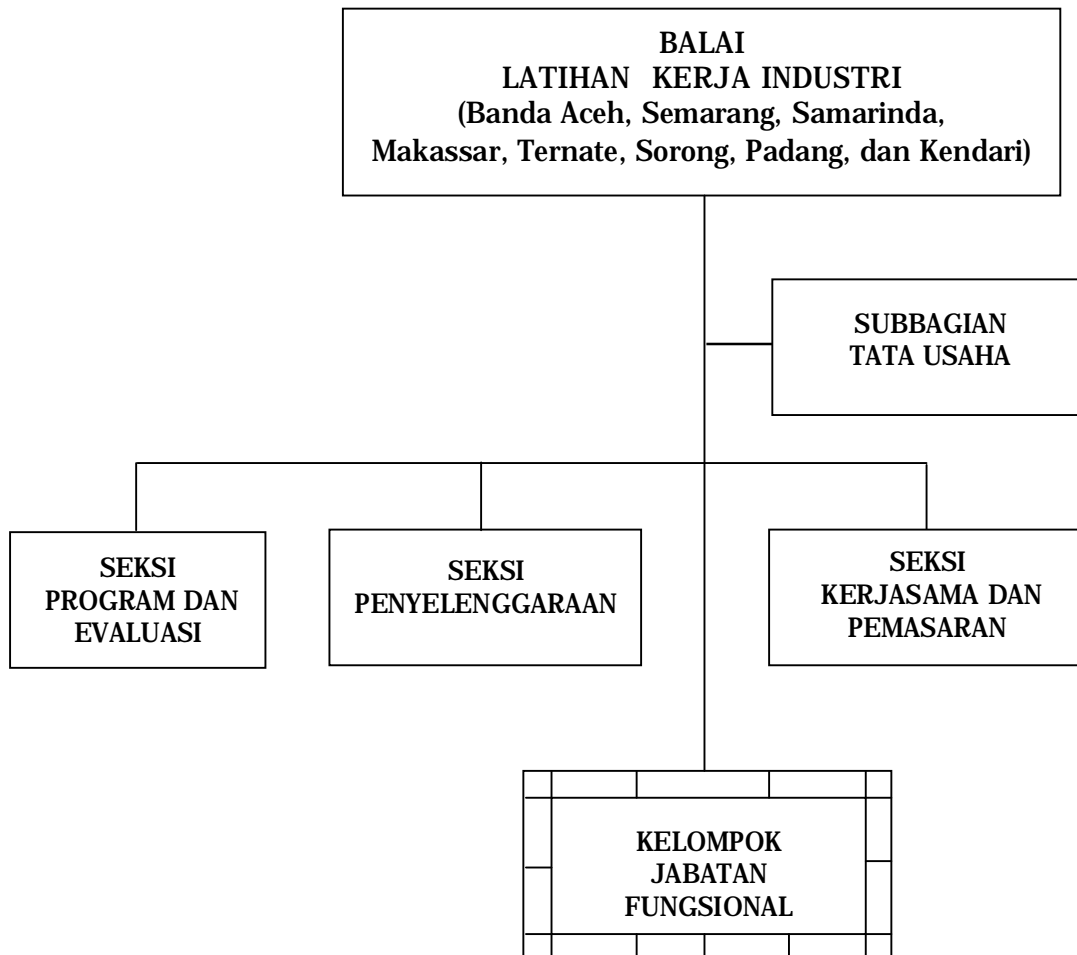 BALAI
LATIHAN KERJA INDUSTRI
(Banda Aceh, Semarang, Samarinda,
Makassar, Ternate, Sorong, Padang, dan Kendari)
SUBBAGIAN
TATA USAHA
SEKSI
PROGRAM DAN
EVALUASI
SEKSI
PENYELENGGARAAN
SEKSI
KERJASAMA DAN
PEMASARAN
KELOMPOK
JABATAN
FUNGSIONAL